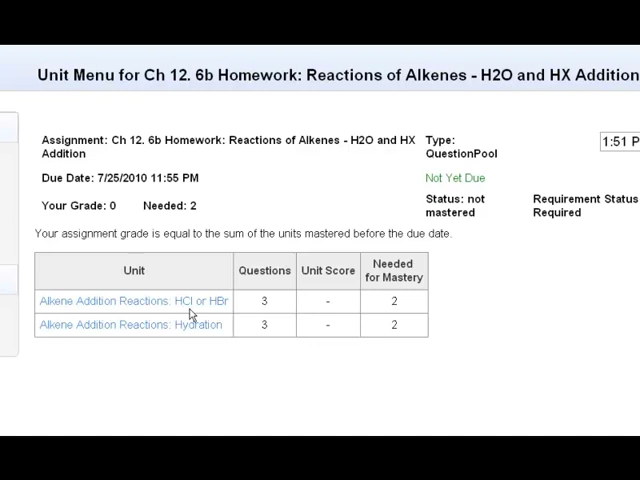 Unit Menu for Ch 12. 6b Homework: Reactions of Alkenes - H2O and HX Addition
Assignment: Ch 12. 6b Homework: Reactions of Alkenes - H2O and HX
Addition
Type:
QuestionPool
1:51 P
Due Date: 7/25/2010 11:55 PM
Not Yet Due
Your Grade: 0 Needed: 2
Status: not
mastered
Requirement Status
Required
Your assignment grade is equal to the sum of the units mastered before the due date.
Unit Questions Unit Score Needed
for Mastery
Alkene Addition Reactions: HCl or HBr 3 - 2
Alkene Addition Reactions: Hydration 3 - 2